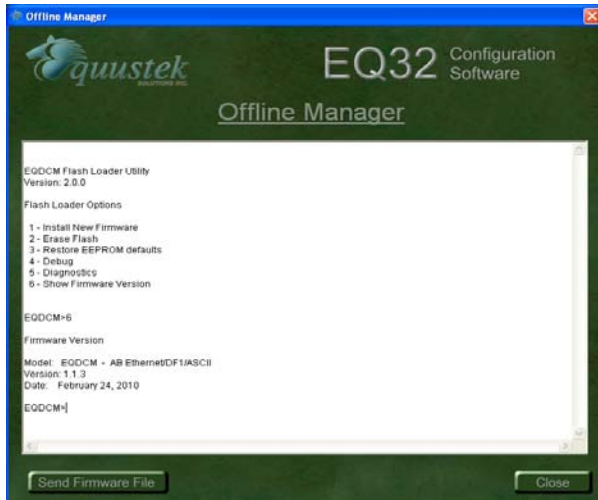 Offline Manager
Equustek
SOLUTIONS INC.
EQ32 Configuration
Software
Offline Manager
EQDCM Flash Loader Utility
Version: 2.0.0
Flash Loader Options
1 - Install New Firmware
2 - Erase Flash
3 - Restore EEPROM defaults
4 - Debug
5 - Diagnostics
6 - Show Firmware Version
EQDCM>6
Firmware Version
Model: EQDCM - AB Ethernet/DF1/ASCII
Version: 1.1.3
Date: February 24, 2010
EQDCM>
Send Firmware File
Close